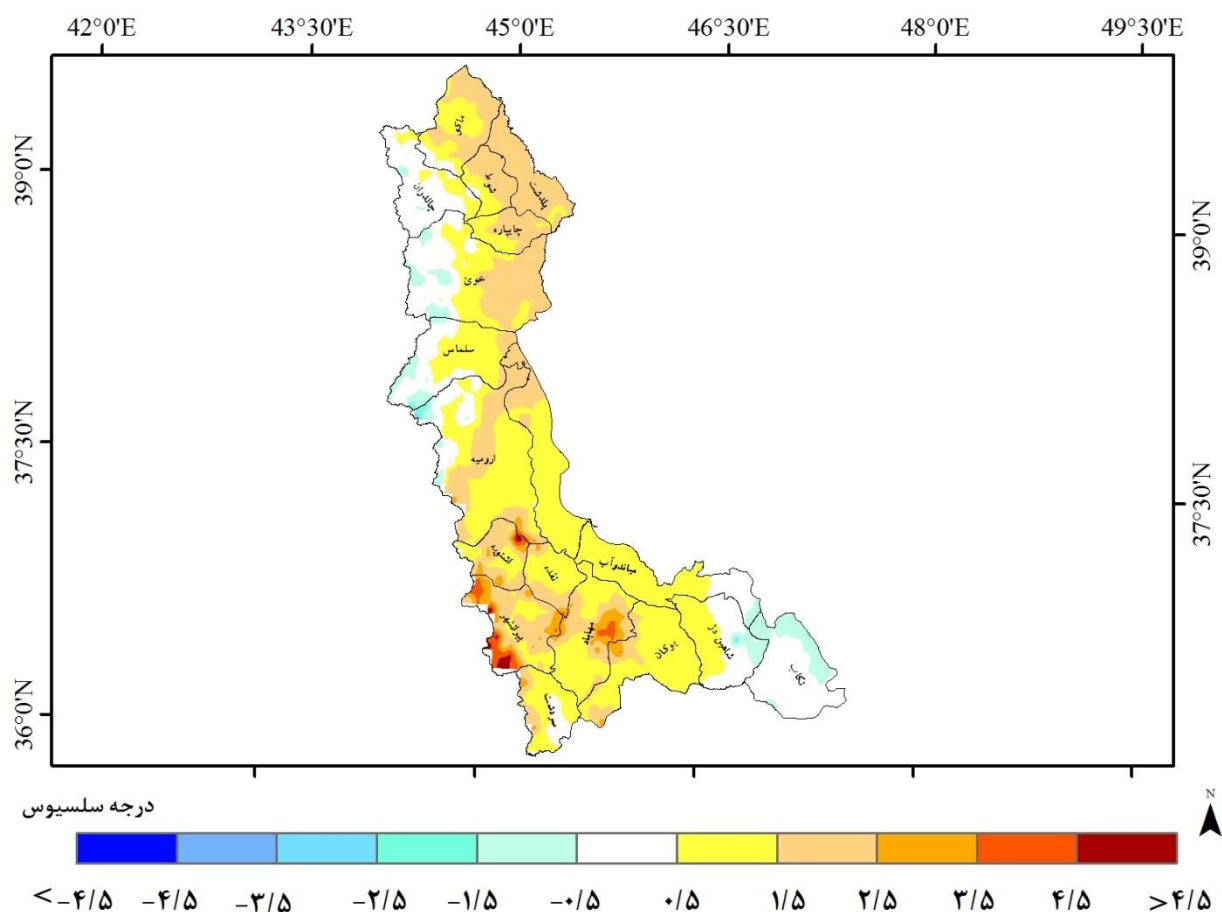 42°0'E 43°30'E 45°0'E 46°30'E 48°0'E 49°30'E
39°0'N
39°0'N
37°30'N
37°30'N
36°0'N
ماکو
شوط
پلدشت
چالدران
چایپاره
خوی
سلماس
ارومیه
اشنویه
نقده
میاندوآب
پیرانشهر
مهاباد
بوکان
شاهین دژ
تکاب
سردشت
درجه سلسیوس
N
<-۴/۵ -۴/۵ -۳/۵ -۲/۵ -۱/۵ -۰/۵ ۰/۵ ۱/۵ ۲/۵ ۳/۵ ۴/۵ >۴/۵